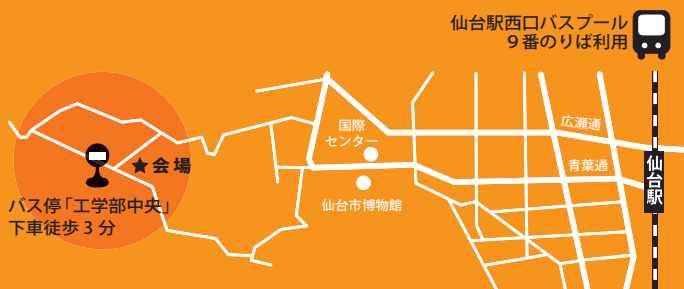 仙台駅西口バスプール
９番のりば利用
広瀬通
国際
センター
青葉通
仙台駅
★会場
仙台市博物館
バス停「工学部中央」
下車徒歩３分